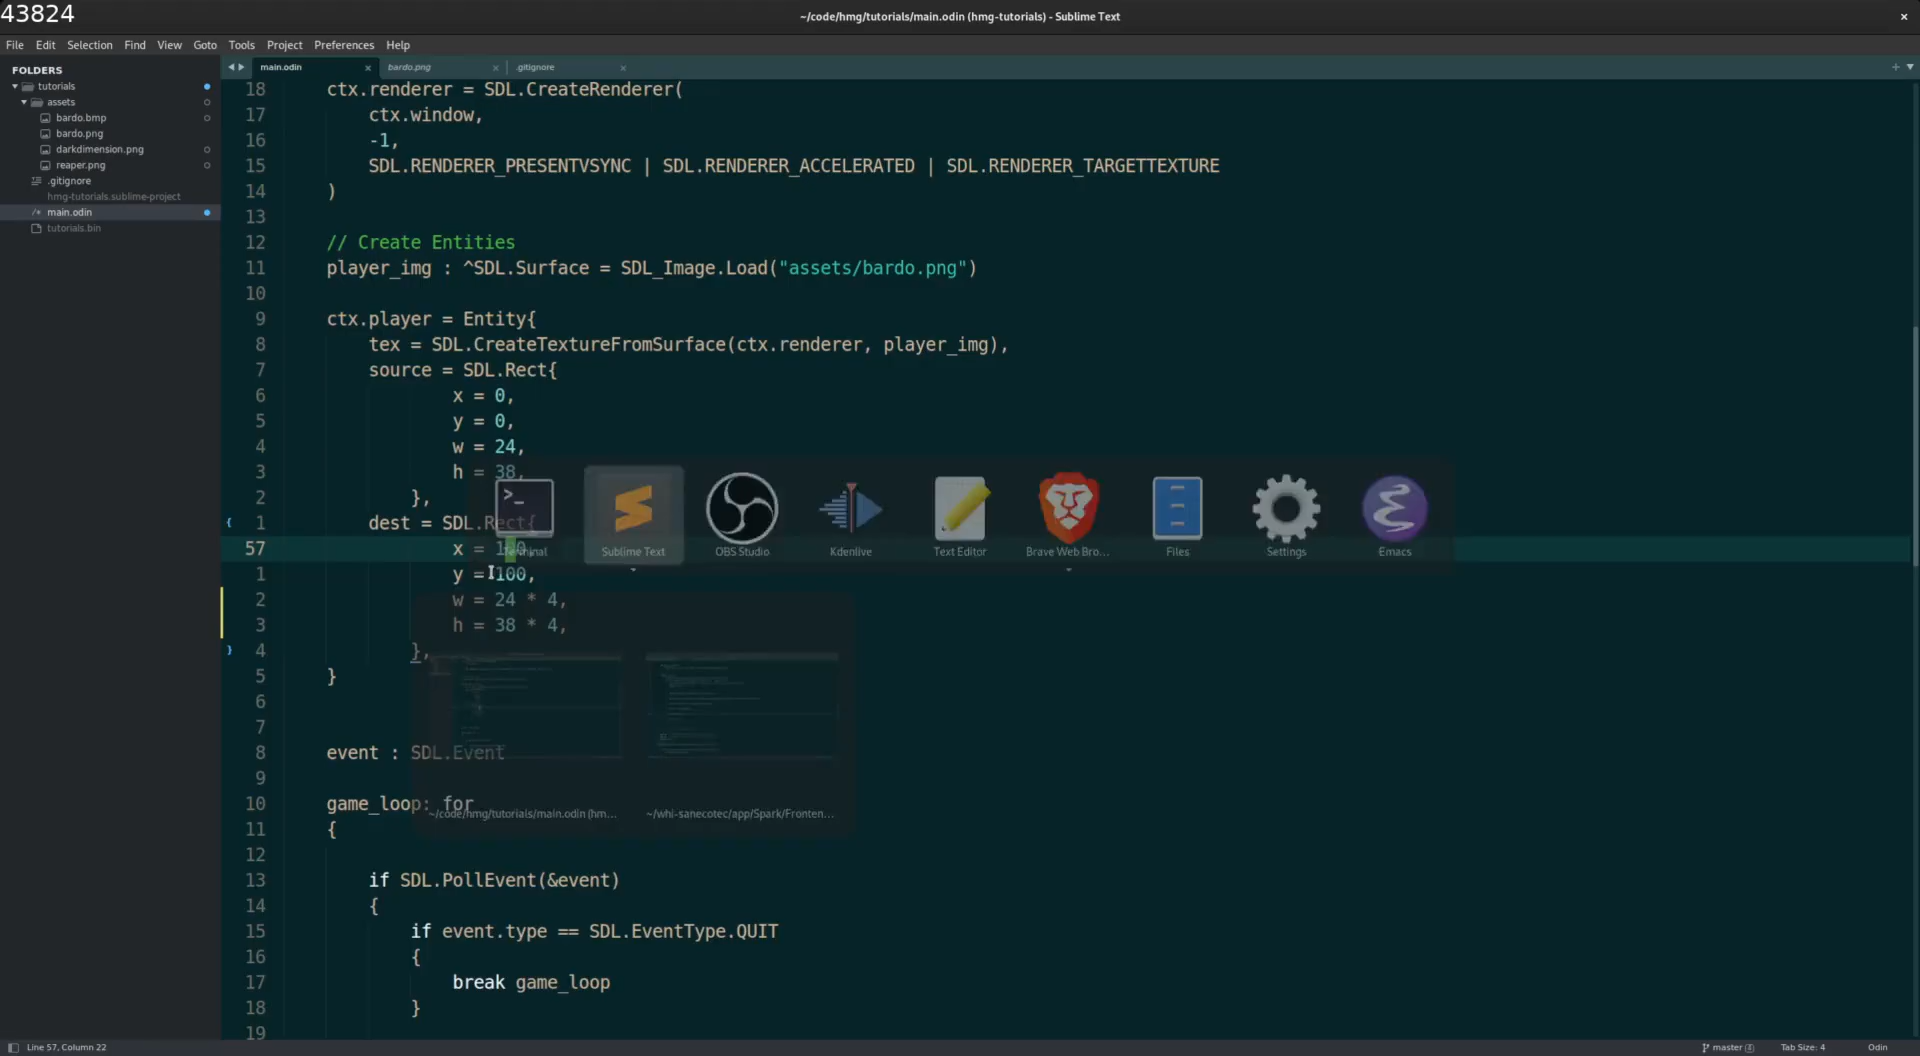 43824
~/code/hmg/tutorials/main.odin (hmg-tutorials) - Sublime Text
File Edit Selection Find View Goto Tools Project Preferences Help
FOLDERS
tutorials
assets
bardo.bmp
bardo.png
darkdimension.png
reaper.png
.gitignore
hmg-tutorials.sublime-project
main.odin
tutorials.bin
main.odin bardo.png .gitignore
18 ctx.renderer = SDL.CreateRenderer(
17 ctx.window,
16 -1,
15 SDL.RENDERER_PRESENTVSYNC | SDL.RENDERER_ACCELERATED | SDL.RENDERER_TARGETTEXTURE
14 )
13
12 // Create Entities
11 player_img : ^SDL.Surface = SDL_Image.Load("assets/bardo.png")
10
9 ctx.player = Entity{
8 tex = SDL.CreateTextureFromSurface(ctx.renderer, player_img),
7 source = SDL.Rect{
6 x = 0,
5 y = 0,
4 w = 24,
3 h = 38,
2 },
1 dest = SDL.Rect{
57 x = 100,
1 y = 100,
2 w = 24 * 4,
3 h = 38 * 4,
4 },
5 }
6
7
8 event : SDL.Event
9
10 game_loop: for
11 {
12
13 if SDL.PollEvent(&event)
14 {
15 if event.type == SDL.EventType.QUIT
16 {
17 break game_loop
18 }
19
Terminal Sublime Text OBS Studio Kdenlive Text Editor Brave Web Bro... Files Settings Emacs
~/code/hmg/tutorials/main.odin (hm... ~/whi-sanecotec/app/Spark/Fronten...
Line 57, Column 22 master Tab Size: 4 Odin